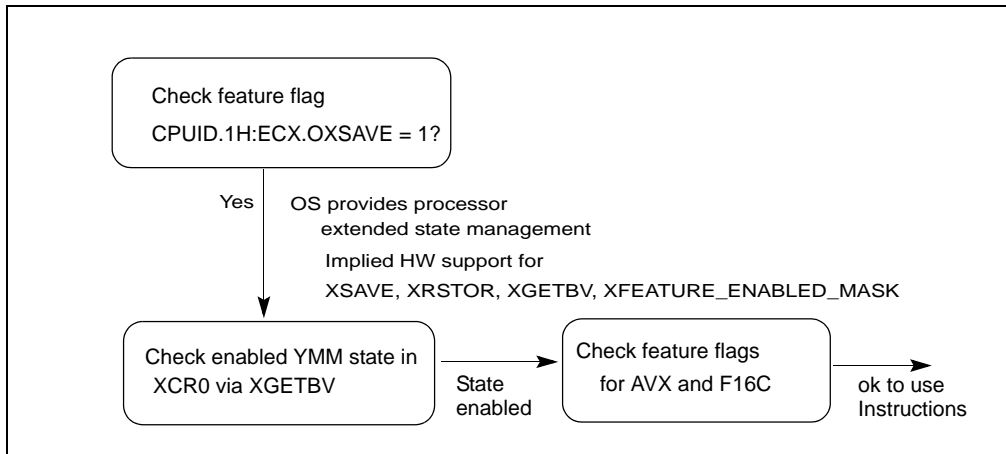 Check feature flag
CPUID.1H:ECX.OXSAVE = 1?
Yes
OS provides processor
extended state management
Implied HW support for
XSAVE, XRSTOR, XGETBV, XFEATURE_ENABLED_MASK
Check enabled YMM state in
XCR0 via XGETBV
State
enabled
Check feature flags
for AVX and F16C
ok to use
Instructions